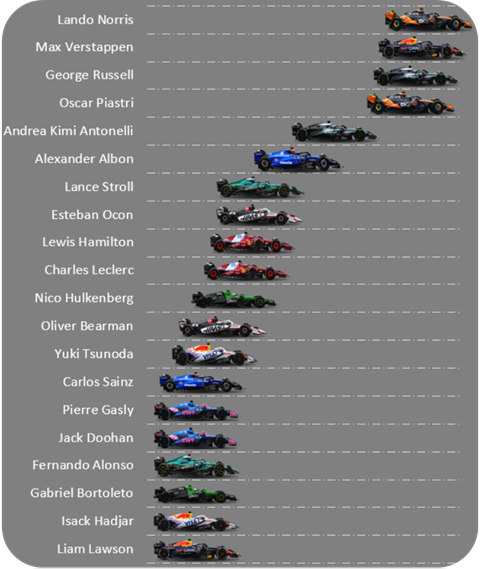 Lando Norris
Max Verstappen
George Russell
Oscar Piastri
Andrea Kimi Antonelli
Alexander Albon
Lance Stroll
Esteban Ocon
Lewis Hamilton
Charles Leclerc
Nico Hulkenberg
Oliver Bearman
Yuki Tsunoda
Carlos Sainz
Pierre Gasly
Jack Doohan
Fernando Alonso
Gabriel Bortoleto
Isack Hadjar
Liam Lawson